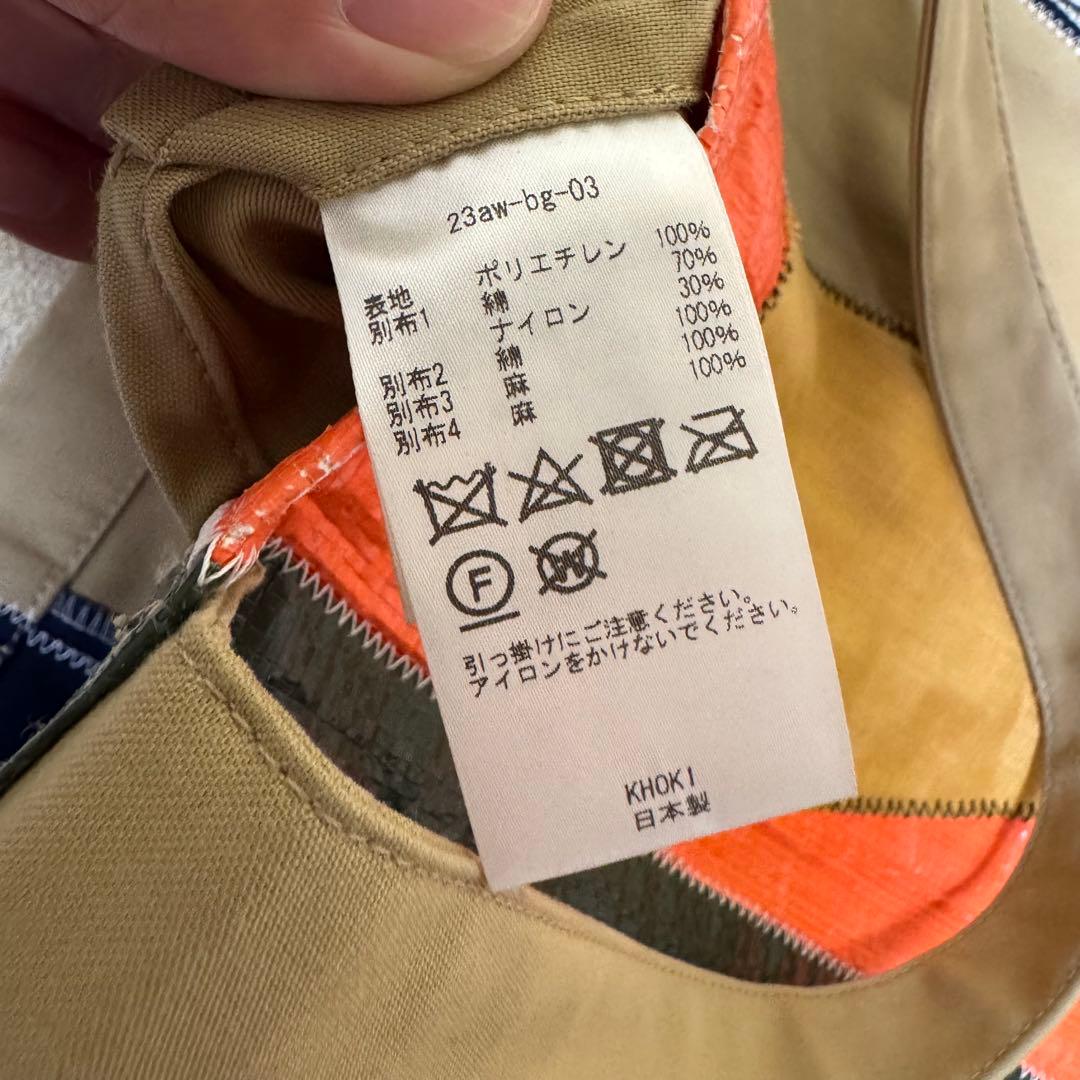 23aw-bg-03
表地 ポリエチレン 100%
別布1 綿 70%
ナイロン 30%
別布2 綿 100%
別布3 麻 100%
別布4 麻 100%
F
W
引っ掛けにご注意ください。
アイロンをかけないでください。
KHOKI
日本製